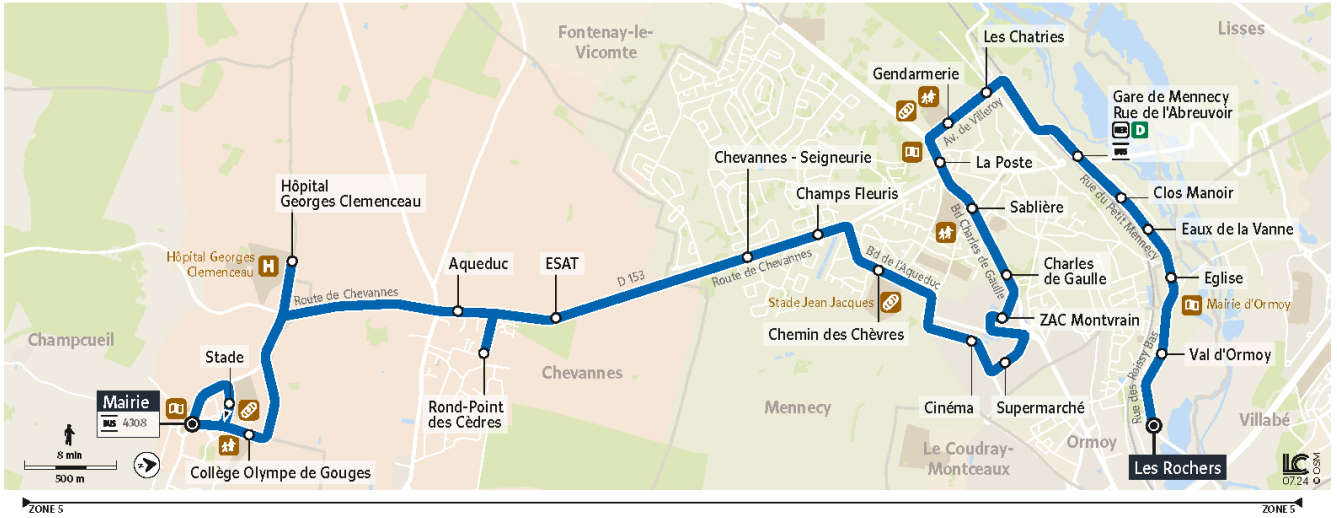 Fontenay-le-
Vicomte
Lisses
Les Chatries
Gendarmerie
Av. de Villeroy
Gare de Mennecy
Rue de l'Abreuvoir
RER D
BUS
La Poste
Chevannes - Seigneurie
Champs Fleuris
Clos Manoir
Rue du Petit Mennecy
Sablière
Bd Charles de Gaulle
Eaux de la Vanne
Hôpital
Georges Clemenceau
Hôpital Georges
Clemenceau
H
Aqueduc
ESAT
D 153
Route de Chevannes
Bd de l'Aqueduc
Charles
de Gaulle
Eglise
Route de Chevannes
Stade Jean Jacques
Mairie d'Ormoy
ZAC Montvrain
Chemin des Chèvres
Champcueil
Stade
Val d'Ormoy
Rue des Roissy Bas
Chevannes
Mairie
BUS 4308
Rond-Point
des Cèdres
Mennecy
Cinéma
Supermarché
Villabé
Ormoy
Le Coudray-
Montceaux
8 min
500 m
Collège Olympe de Gouges
Les Rochers
LC
07.24
© OSM
ZONE 5
ZONE 5